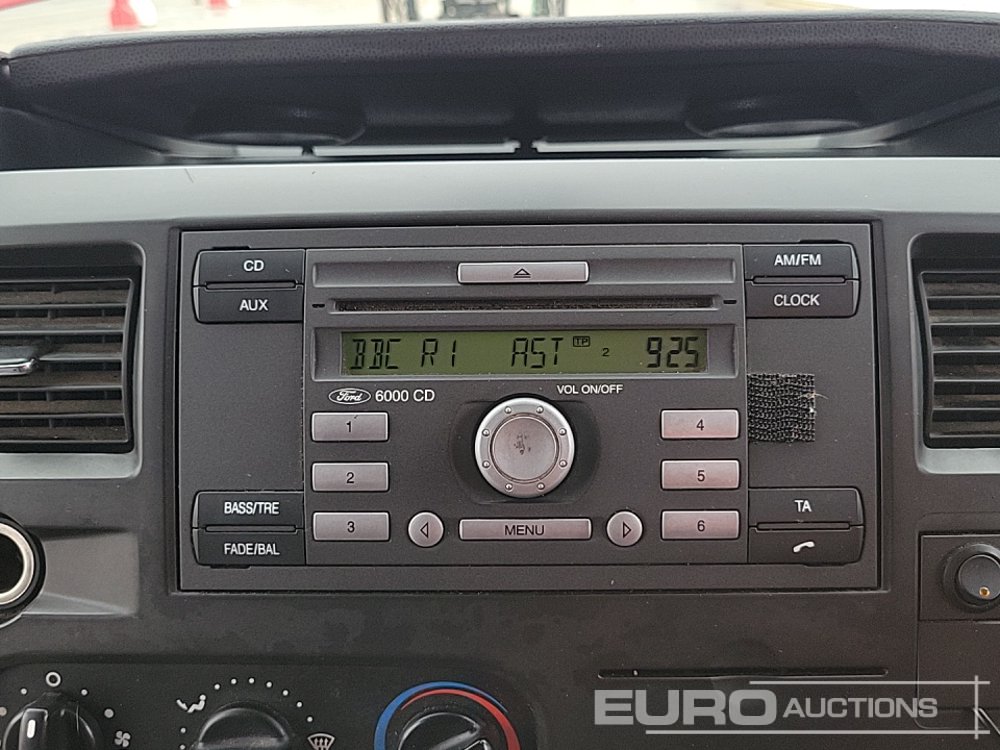 CD
AUX
AM/FM
CLOCK
BBC R1 AST TP 2 925
Ford 6000 CD
VOL ON/OFF
1
2
3
4
5
6
BASS/TRE
FADE/BAL
MENU
TA
EURO AUCTIONS